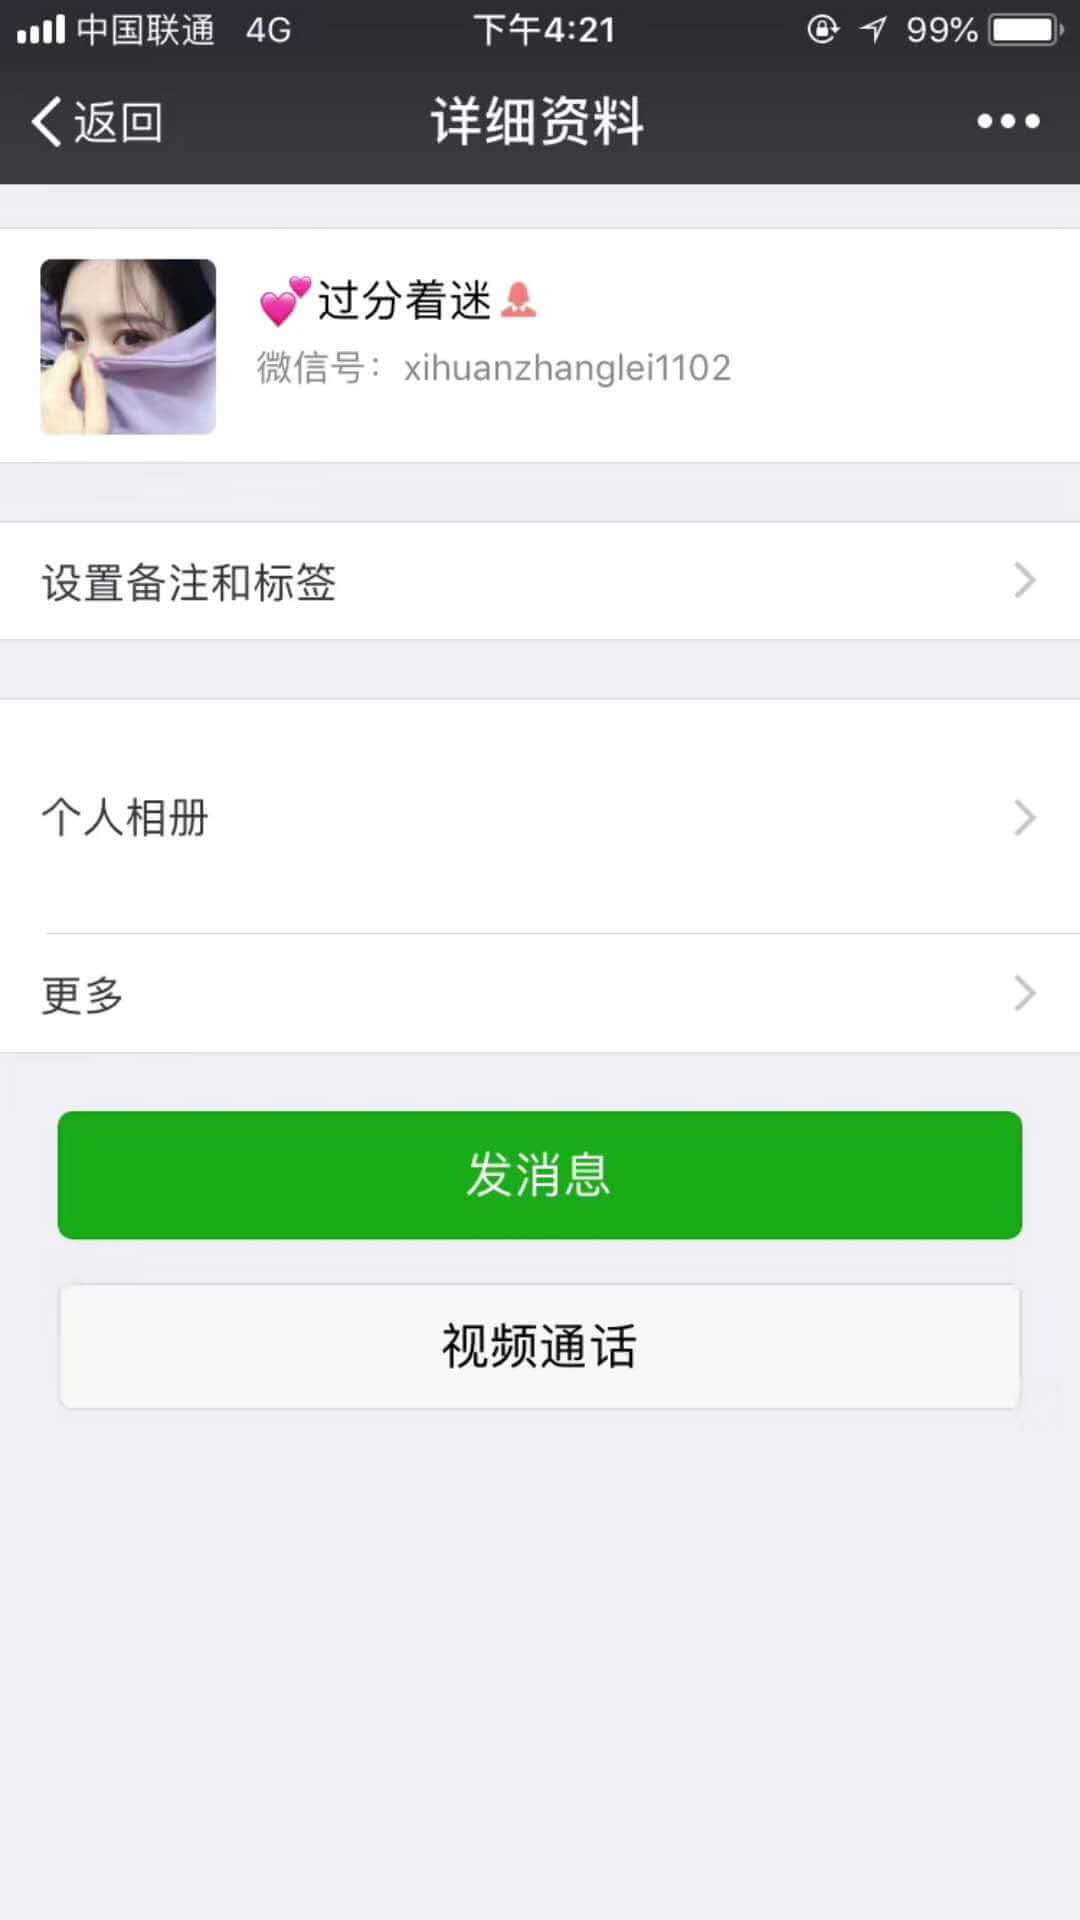 中国联通 4G 下午4:21 99%
返回 详细资料
💕过分着迷
微信号：xihuanzhanglei1102
设置备注和标签
个人相册
更多
发消息
视频通话